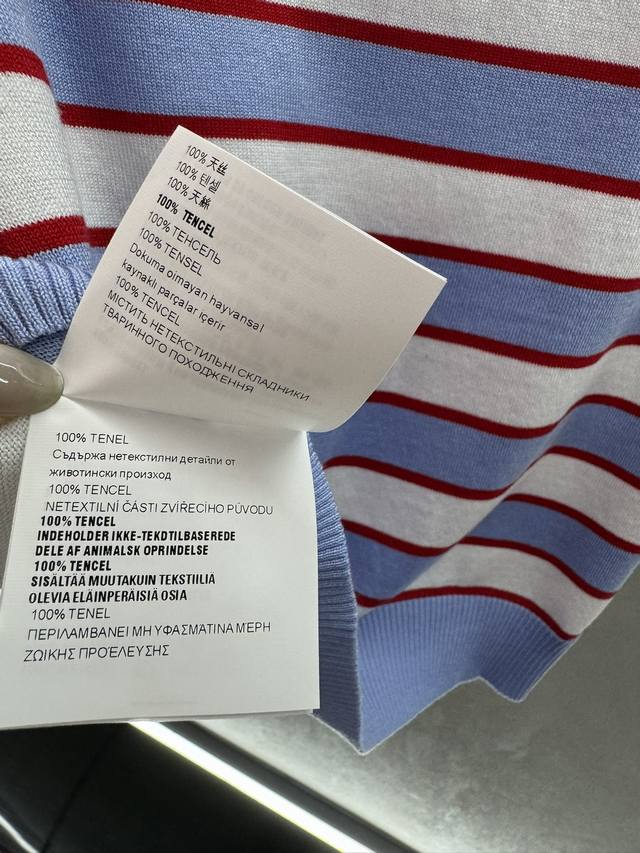 100% 天丝
100% 텐셀
100% 天絲
100% TENCEL
100% ТЕНСЕЛЬ
100% TENSEL
Dokuma olmayan hayvansal
kaynaklı parçalar içerir
100% TENCEL
МІСТИТЬ НЕТЕКСТИЛЬНІ СКЛАДНИКИ
ТВАРИННОГО ПОХОДЖЕННЯ
100% TENEL
Съдържа нетекстилни детайли от
животински произход
100% TENCEL
NETEXTILNÍ ČÁSTI ZVÍŘECÍHO PŮVODU
100% TENCEL
INDEHOLDER IKKE-TEKDTILBASEREDE
DELE AF ANIMALSK OPRINDELSE
100% TENCEL
SISÄLTÄÄ MUUTAKUIN TEKSTIILIÄ
OLEVIA ELÄINPERÄISIÄ OSIA
100% TENEL
ΠΕΡΙΛΑΜΒΑΝΕΙ ΜΗ ΥΦΑΣΜΆΤΙΝΑ ΜΈΡΗ
ΖΩΙΚΗΣ ΠΡΟΈΛΕΥΣΗΣ